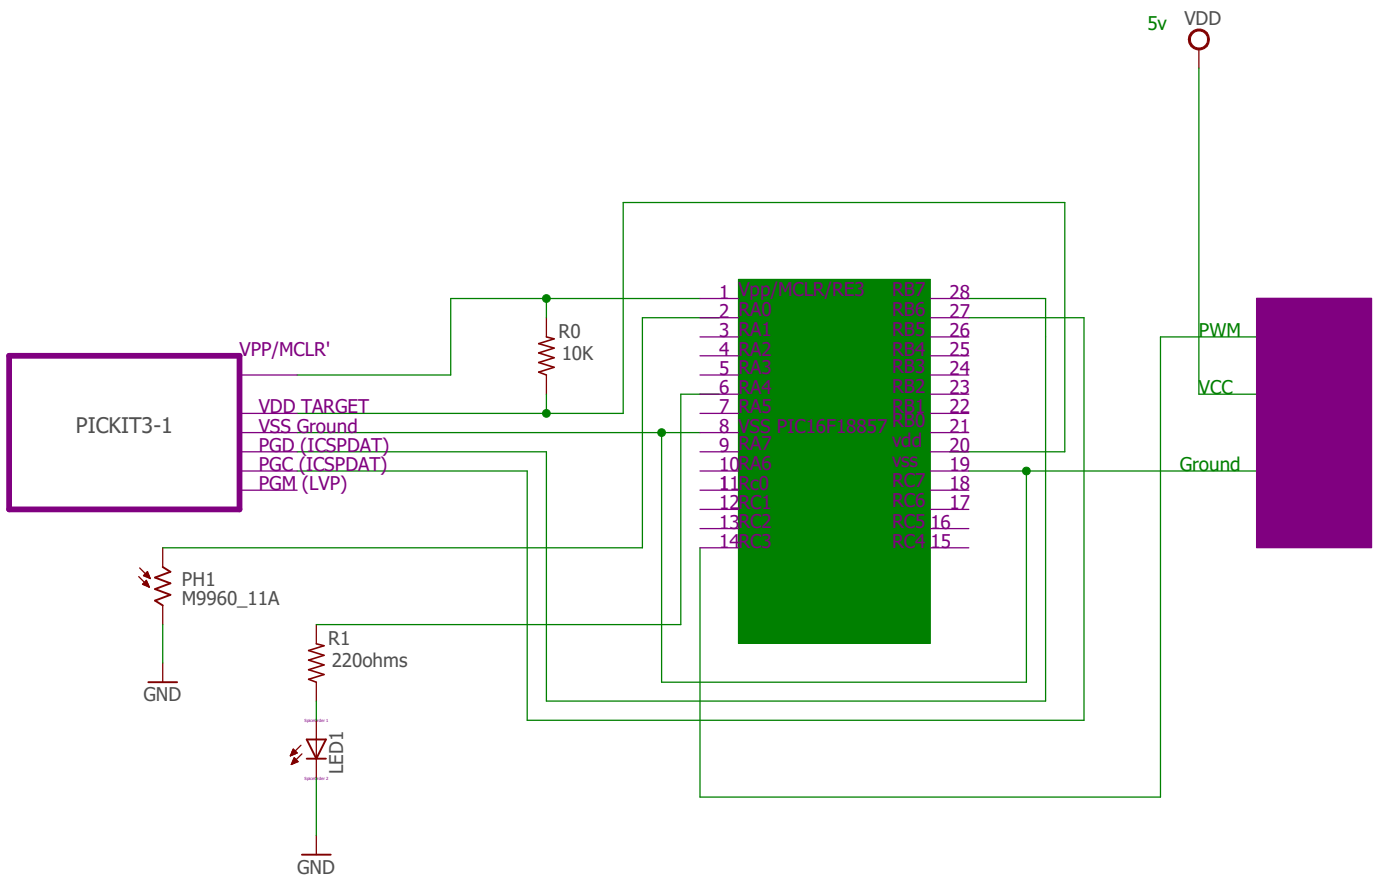 5v VDD
VPP/MCLR'
VDD TARGET
VSS Ground
PGD (ICSPDAT)
PGC (ICSPDAT)
PGM (LVP)
PICKIT3-1
R0
10K
1 Vpp/MCLR/RE3 RB7 28
2 RA0 RB6 27
3 RA1 RB5 26
4 RA2 RB4 25
5 RA3 RB3 24
6 RA4 RB2 23
7 RA5 RB1 22
8 VSS PIC16F18857 RB0 21
9 RA7 vdd 20
10 RA6 vss 19
11 Rc0 RC7 18
12 RC1 RC6 17
13 RC2 RC5 16
14 RC3 RC4 15
PWM
VCC
Ground
PH1
M9960_11A
GND
R1
220ohms
LED1
GND